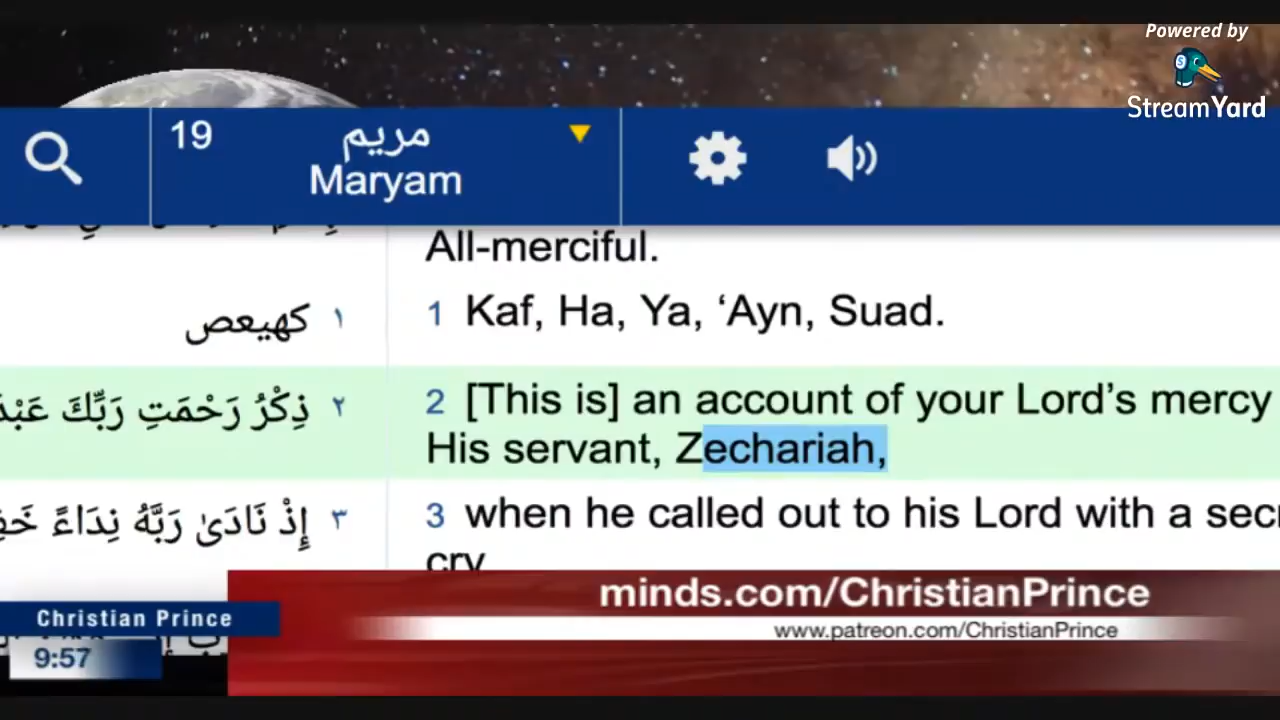 Powered by
StreamYard
19
مريم
Maryam
All-merciful.
كهيعص ١
1 Kaf, Ha, Ya, ‘Ayn, Suad.
ذِكْرُ رَحْمَتِ رَبِّكَ ٢
2 [This is] an account of your Lord’s mercy
His servant, Zechariah,
إِذْ نَادَىٰ رَبَّهُ نِدَاءً ٣
3 when he called out to his Lord with a
cry
minds.com/ChristianPrince
www.patreon.com/ChristianPrince
Christian Prince
9:57